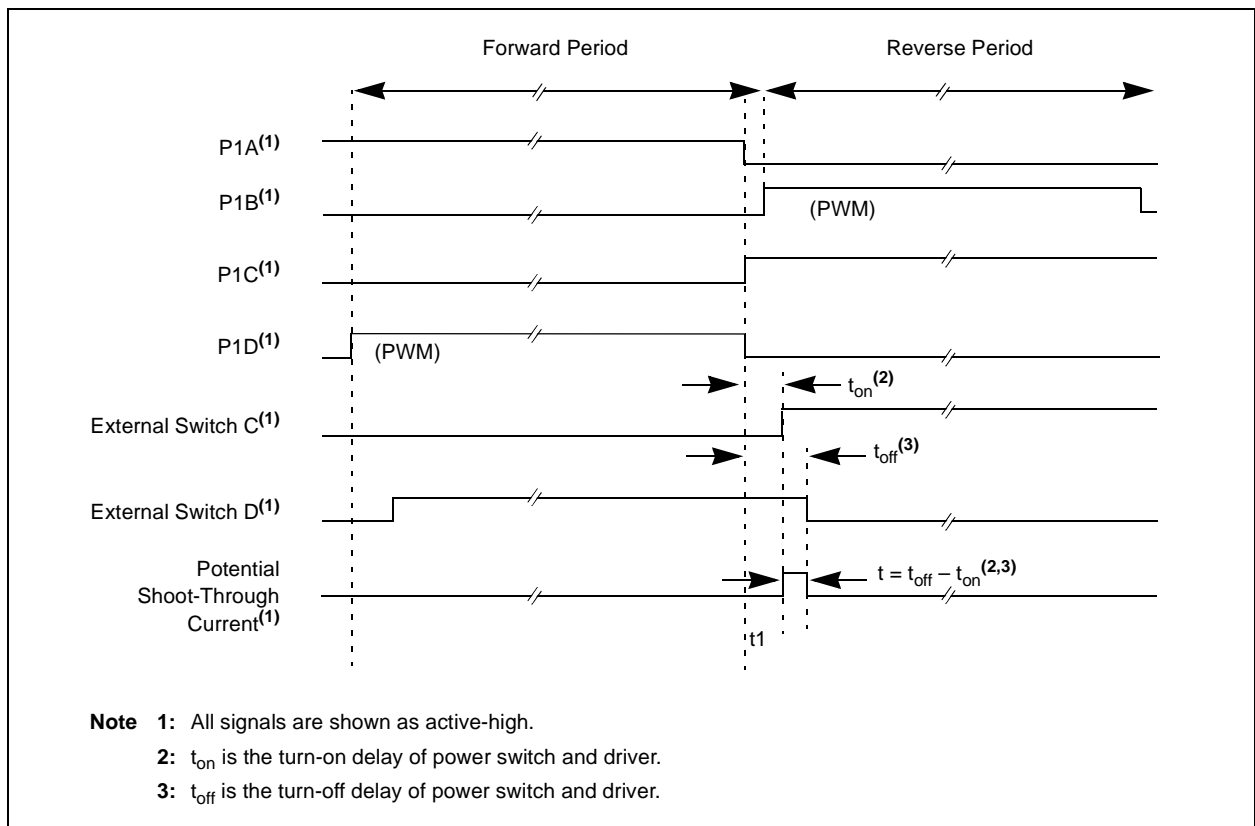 Forward Period
Reverse Period
P1A(1)
P1B(1)
(PWM)
P1C(1)
P1D(1)
(PWM)
ton(2)
External Switch C(1)
toff(3)
External Switch D(1)
Potential
Shoot-Through
Current(1)
t = toff – ton(2,3)
t1
Note 1: All signals are shown as active-high.
2: ton is the turn-on delay of power switch and driver.
3: toff is the turn-off delay of power switch and driver.